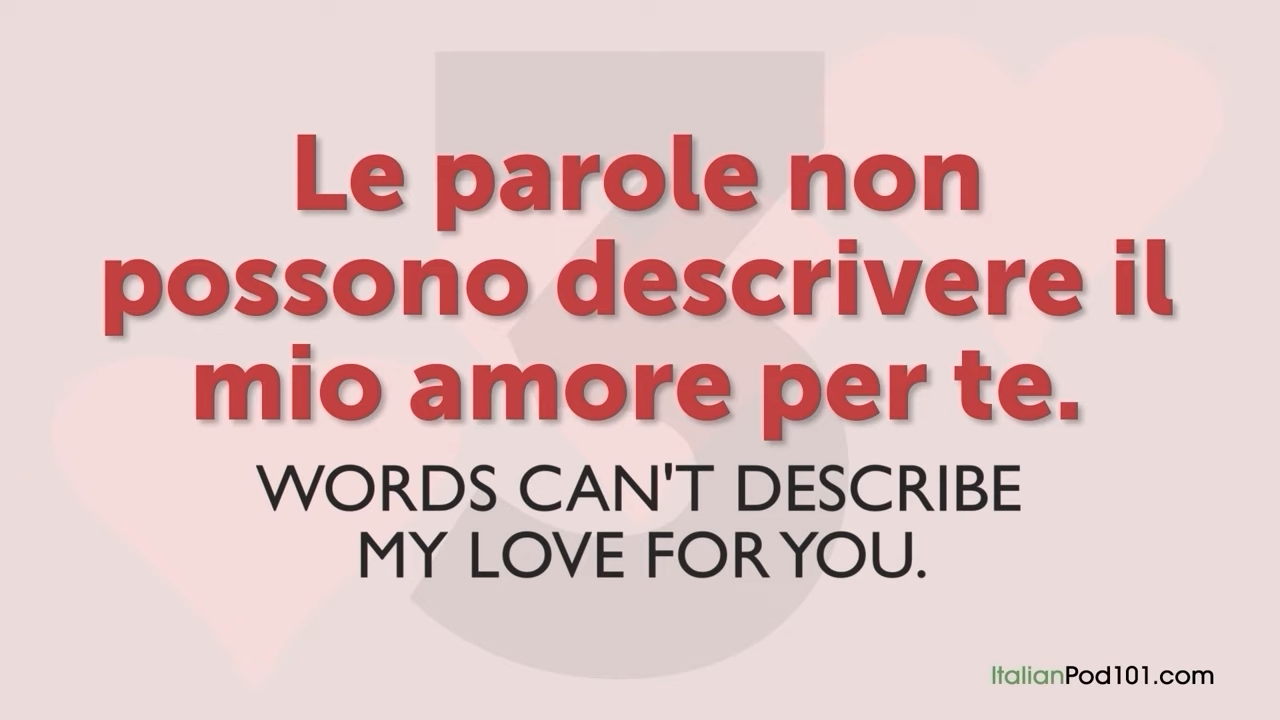 3
Le parole non
possono descrivere il
mio amore per te.
WORDS CAN'T DESCRIBE
MY LOVE FOR YOU.
ItalianPod101.com